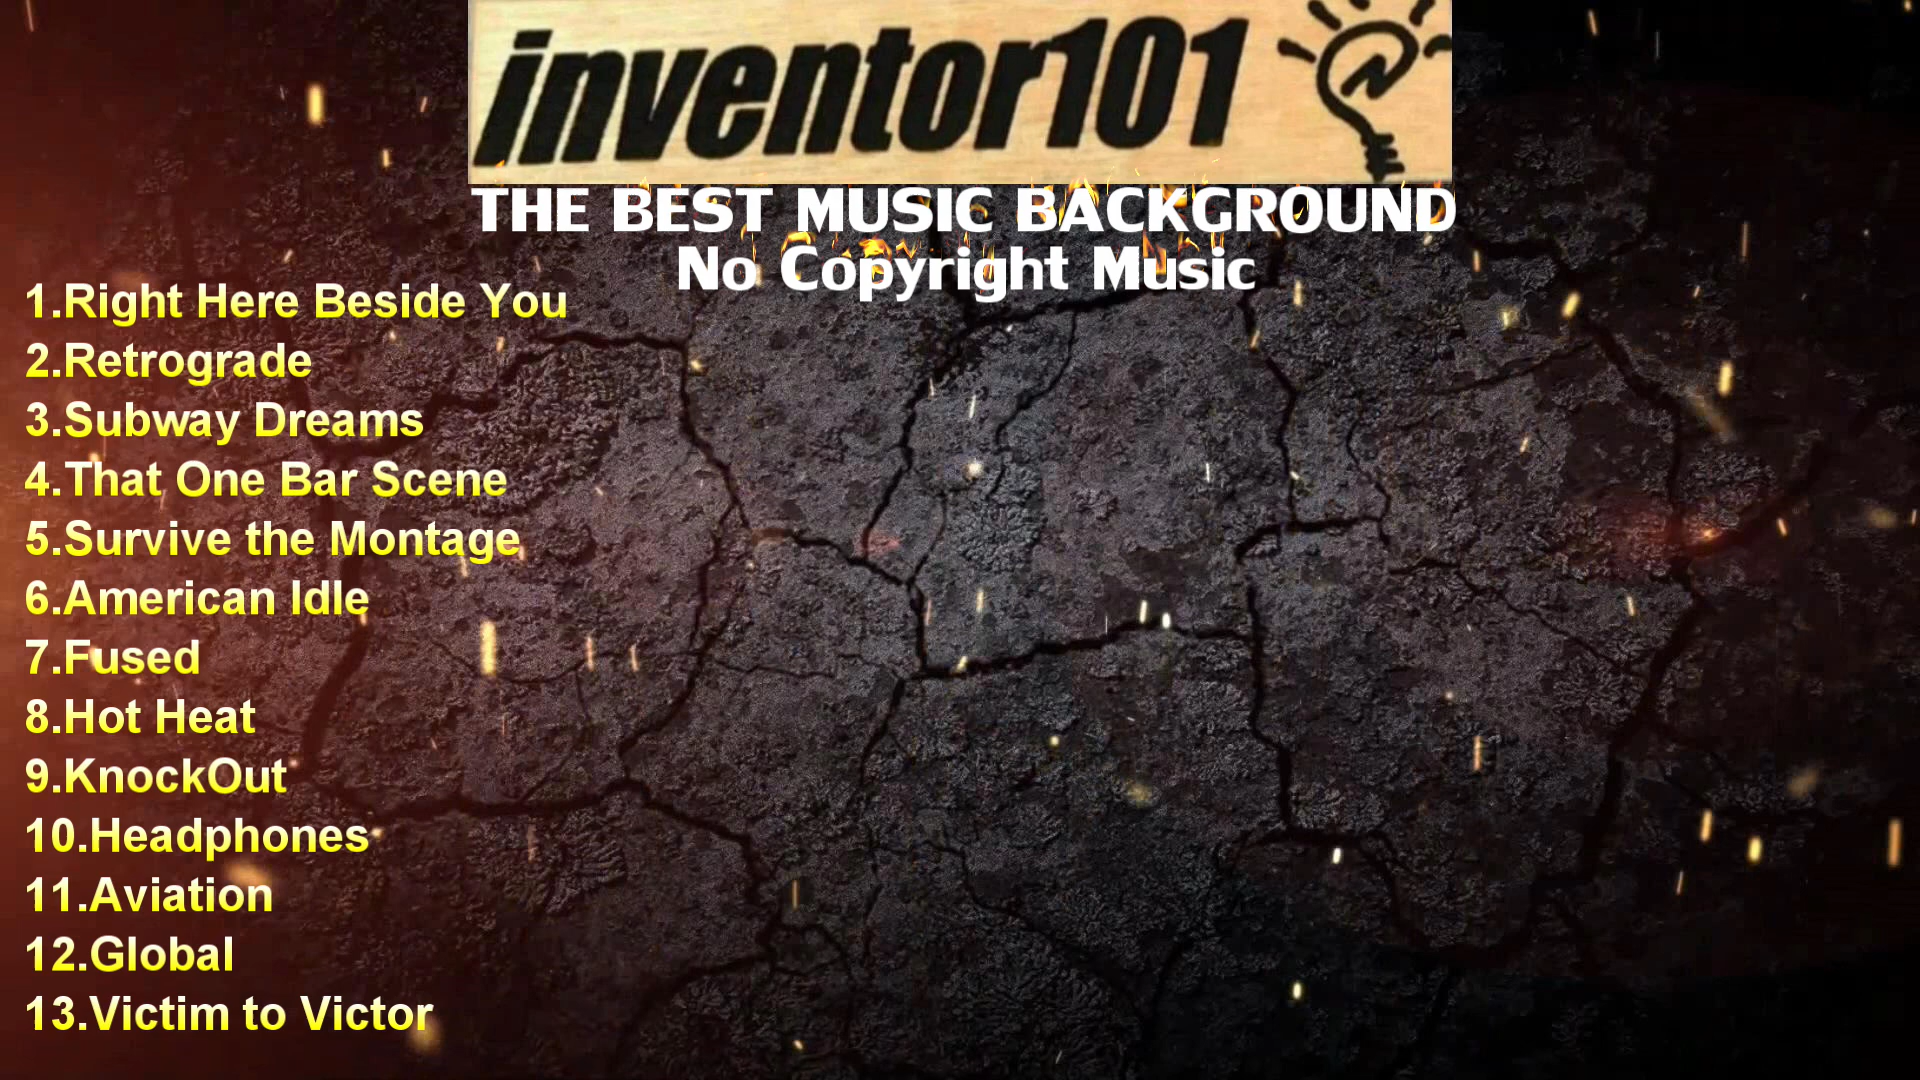 inventor101
THE BEST MUSIC BACKGROUND
No Copyright Music
1.Right Here Beside You
2.Retrograde
3.Subway Dreams
4.That One Bar Scene
5.Survive the Montage
6.American Idle
7.Fused
8.Hot Heat
9.KnockOut
10.Headphones
11.Aviation
12.Global
13.Victim to Victor